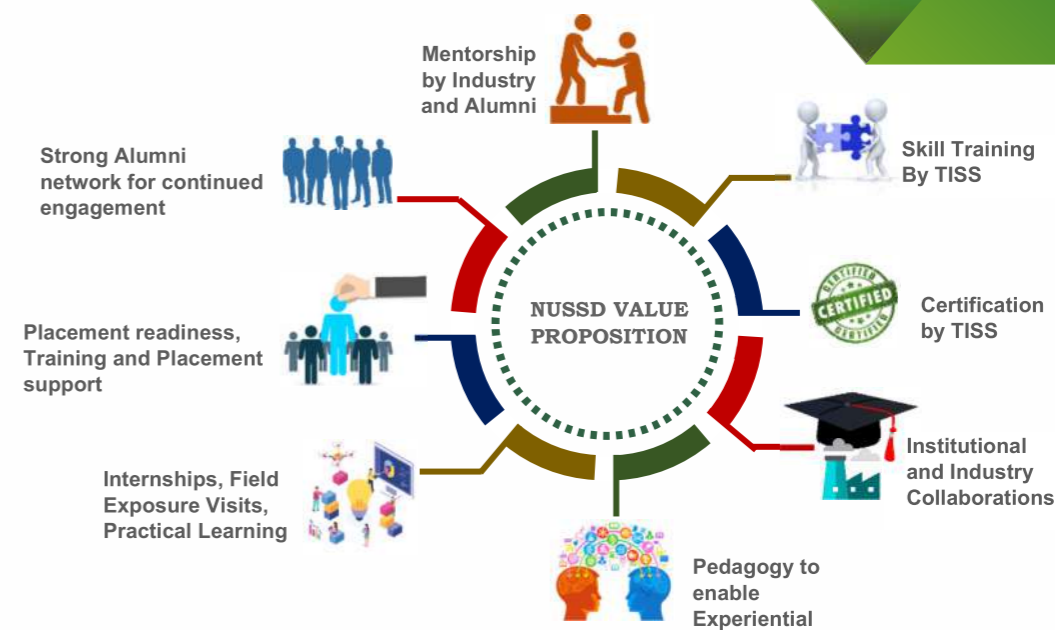 Mentorship
by Industry
and Alumni
Skill Training
By TISS
Strong Alumni
network for continued
engagement
NUSSD VALUE
PROPOSITION
CERTIFIED
CERTIFIED
CERTIFIED
Certification
by TISS
Placement readiness,
Training and Placement
support
Institutional
and Industry
Collaborations
Internships, Field
Exposure Visits,
Practical Learning
Pedagogy to
enable
Experiential